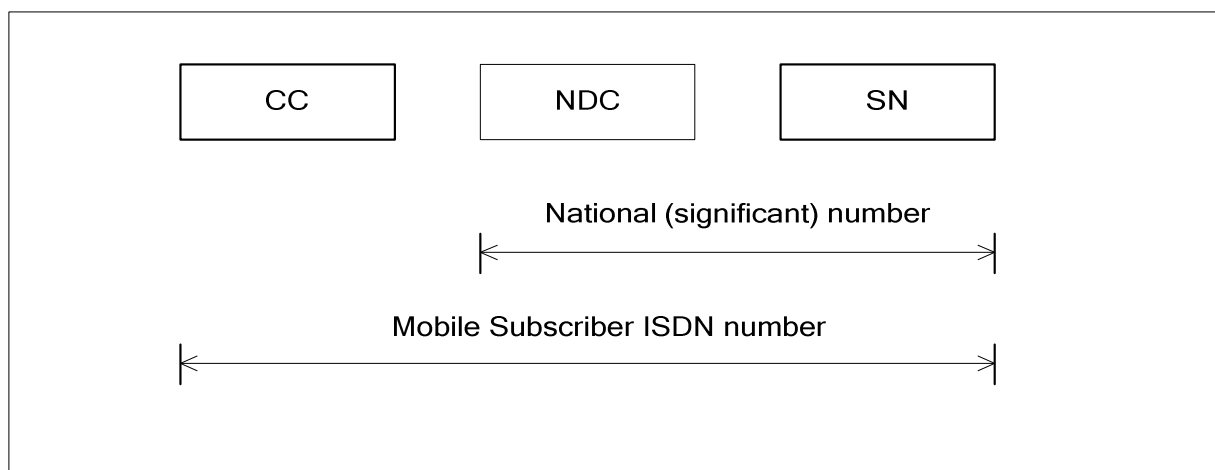 CC NDC SN
National (significant) number
Mobile Subscriber ISDN number